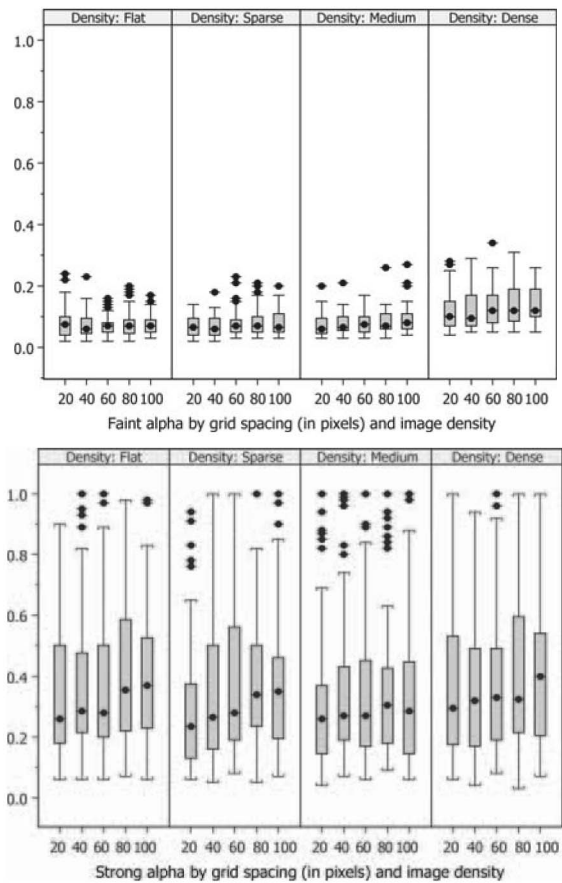 Density: Flat Density: Sparse Density: Medium Density: Dense
1.0
0.8
0.6
0.4
0.2
0.0
20 40 60 80 100 20 40 60 80 100 20 40 60 80 100 20 40 60 80 100
Faint alpha by grid spacing (in pixels) and image density
Density: Flat Density: Sparse Density: Medium Density: Dense
1.0
0.8
0.6
0.4
0.2
0.0
20 40 60 80 100 20 40 60 80 100 20 40 60 80 100 20 40 60 80 100
Strong alpha by grid spacing (in pixels) and image density